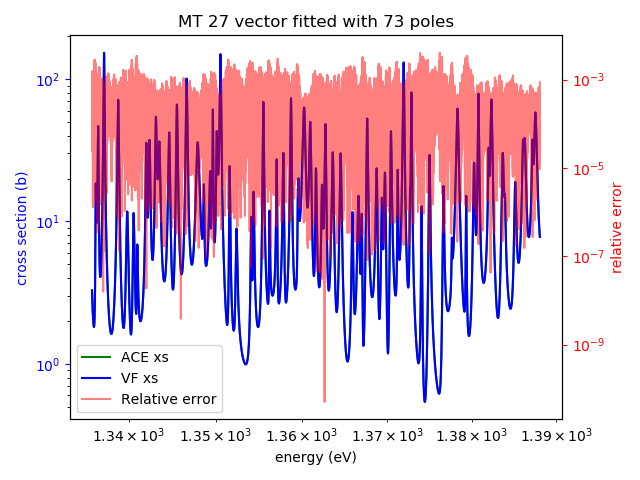 MT 27 vector fitted with 73 poles
10²
10¹
10⁰
cross section (b)
10⁻³
10⁻⁵
10⁻⁷
10⁻⁹
relative error
ACE xs
VF xs
Relative error
1.34 × 10³ 1.35 × 10³ 1.36 × 10³ 1.37 × 10³ 1.38 × 10³ 1.39 × 10³
energy (eV)